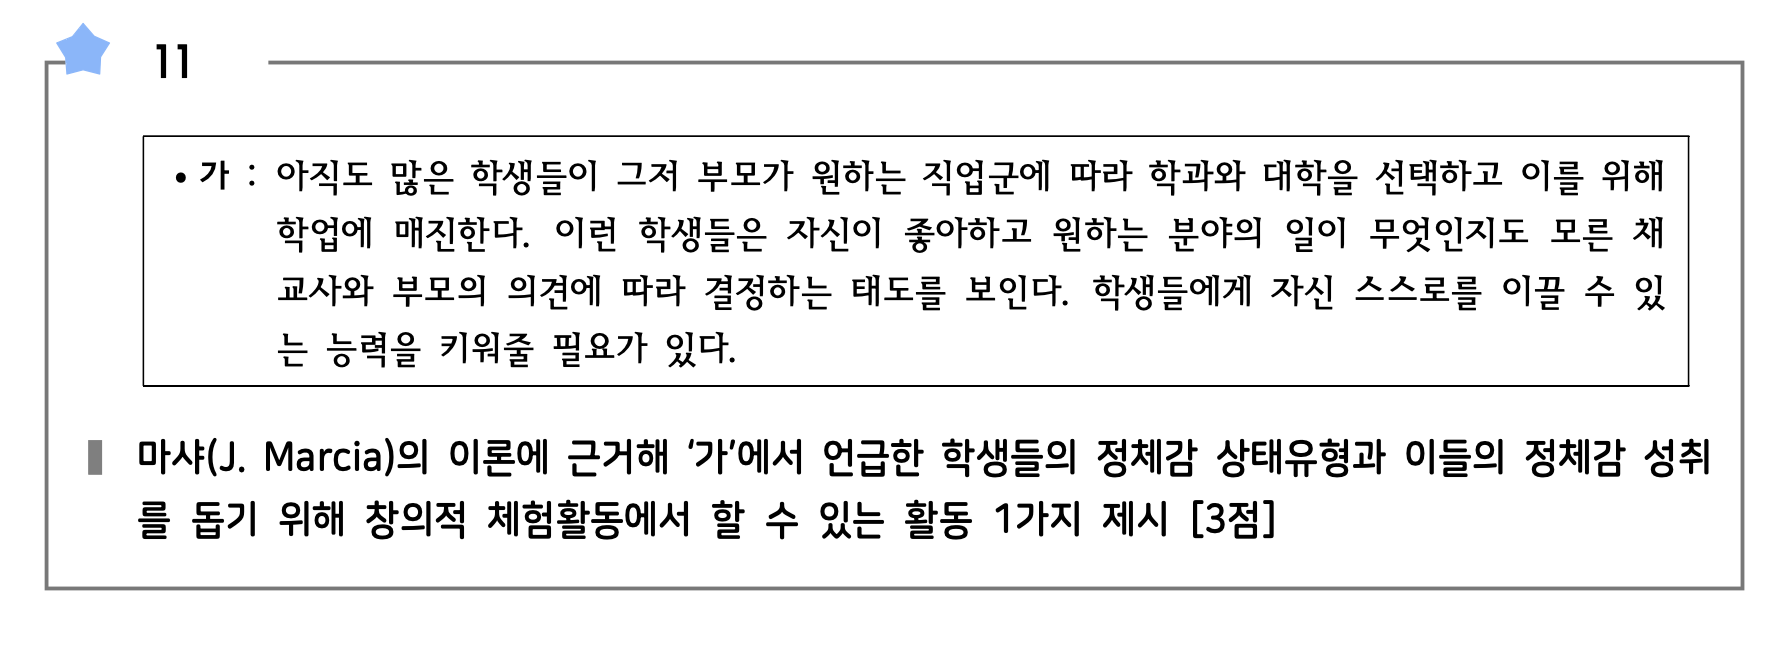 11
• 가 : 아직도 많은 학생들이 그저 부모가 원하는 직업군에 따라 학과와 대학을 선택하고 이를 위해
학업에 매진한다. 이런 학생들은 자신이 좋아하고 원하는 분야의 일이 무엇인지도 모른 채
교사와 부모의 의견에 따라 결정하는 태도를 보인다. 학생들에게 자신 스스로를 이끌 수 있
는 능력을 키워줄 필요가 있다.
마샤(J. Marcia)의 이론에 근거해 ‘가’에서 언급한 학생들의 정체감 상태유형과 이들의 정체감 성취
를 돕기 위해 창의적 체험활동에서 할 수 있는 활동 1가지 제시 [3점]